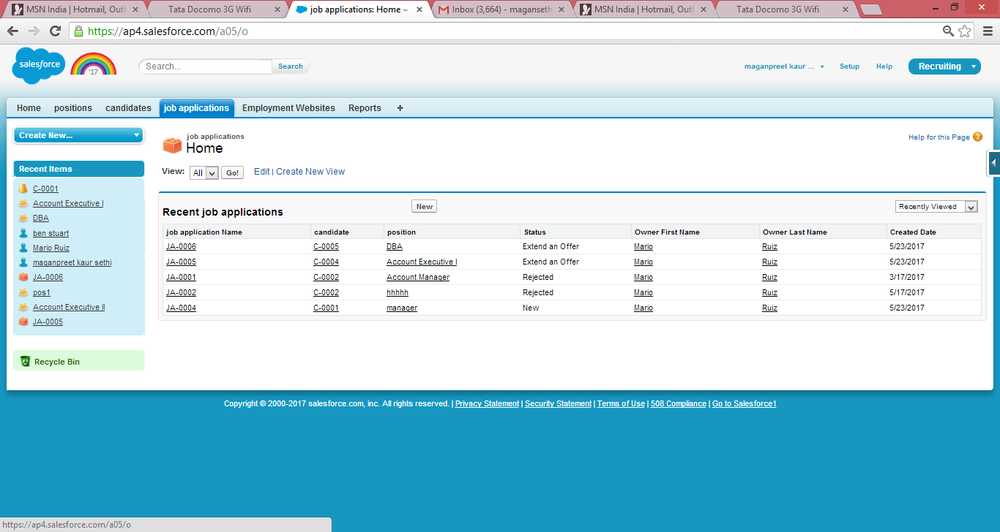 MSN India | Hotmail, Outl
Tata Docomo 3G Wifi
job applications: Home ~
Inbox (3,664) - maganseth
MSN India | Hotmail, Outl
Tata Docomo 3G Wifi
https://ap4.salesforce.com/a05/o
salesforce
'17
Search...
Search
maganpreet kaur ...
Setup
Help
Recruiting
Home positions candidates job applications Employment Websites Reports +
Create New...
Recent Items
C-0001
Account Executive I
DBA
ben stuart
Mario Ruiz
maganpreet kaur sethi
JA-0006
pos1
Account Executive II
JA-0005
Recycle Bin
job applications
Home
Help for this Page ?
View: All Go! Edit | Create New View
Recent job applications New Recently Viewed
job application Name candidate position Status Owner First Name Owner Last Name Created Date
JA-0006 C-0005 DBA Extend an Offer Mario Ruiz 5/23/2017
JA-0005 C-0004 Account Executive I Extend an Offer Mario Ruiz 5/23/2017
JA-0001 C-0002 Account Manager Rejected Mario Ruiz 3/17/2017
JA-0002 C-0002 hhhhh Rejected Mario Ruiz 5/17/2017
JA-0004 C-0001 manager New Mario Ruiz 5/23/2017
Copyright © 2000-2017 salesforce.com, inc. All rights reserved. | Privacy Statement | Security Statement | Terms of Use | 508 Compliance | Go to Salesforce1
https://ap4.salesforce.com/a05/o